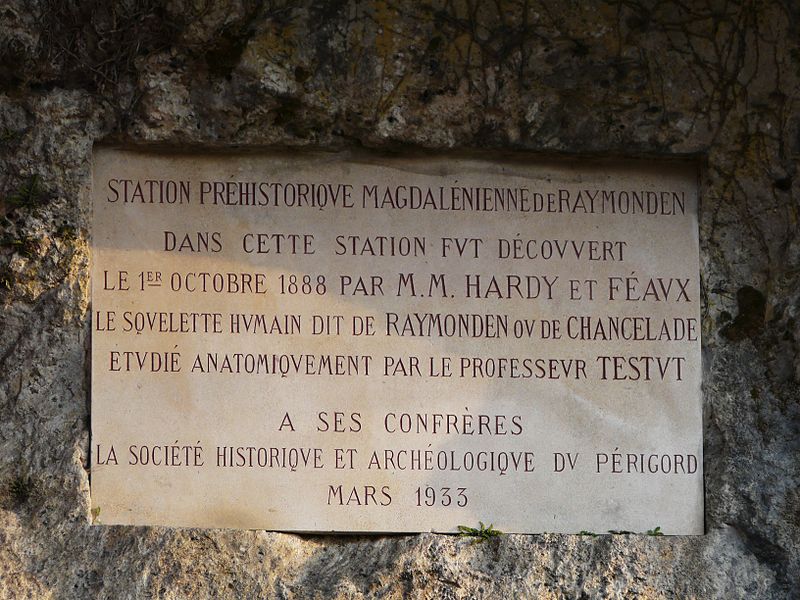 STATION PREHISTORIQVE MAGDALÉNIENNE DE RAYMONDEN
DANS CETTE STATION FVT DÉCOVVERT
LE 1ER OCTOBRE 1888 PAR M.M. HARDY ET FÉAVX
LE SQVELETTE HVMAIN DIT DE RAYMONDEN OV DE CHANCELADE
ETVDIÉ ANATOMIQVEMENT PAR LE PROFESSEVR TESTVT
A SES CONFRÈRES
LA SOCIÉTÉ HISTORIQVE ET ARCHÉOLOGIQVE DV PÉRIGORD
MARS 1933